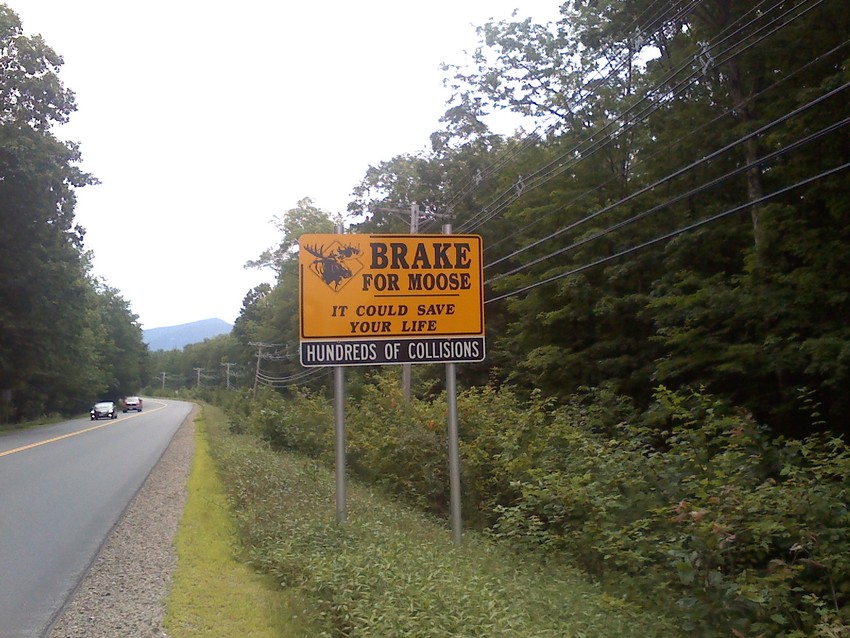 BRAKE
FOR MOOSE
IT COULD SAVE
YOUR LIFE
HUNDREDS OF COLLISIONS